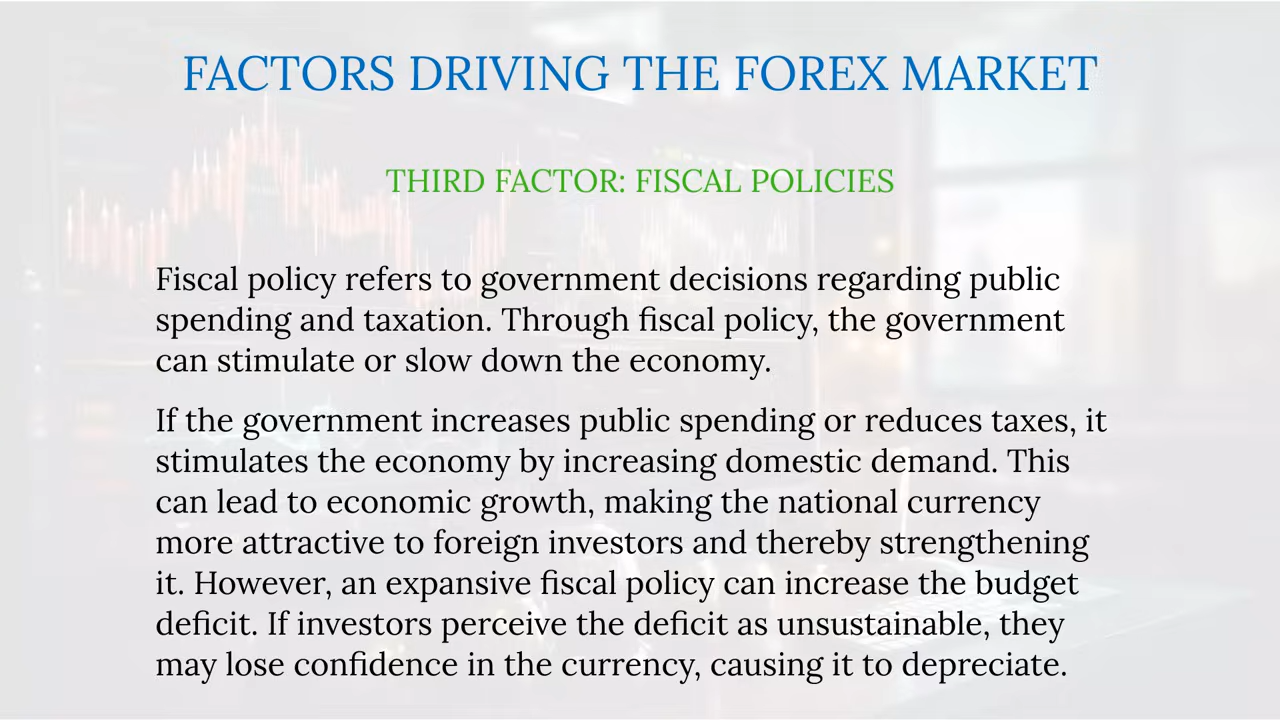 FACTORS DRIVING THE FOREX MARKET
THIRD FACTOR: FISCAL POLICIES
Fiscal policy refers to government decisions regarding public
spending and taxation. Through fiscal policy, the government
can stimulate or slow down the economy.
If the government increases public spending or reduces taxes, it
stimulates the economy by increasing domestic demand. This
can lead to economic growth, making the national currency
more attractive to foreign investors and thereby strengthening
it. However, an expansive fiscal policy can increase the budget
deficit. If investors perceive the deficit as unsustainable, they
may lose confidence in the currency, causing it to depreciate.